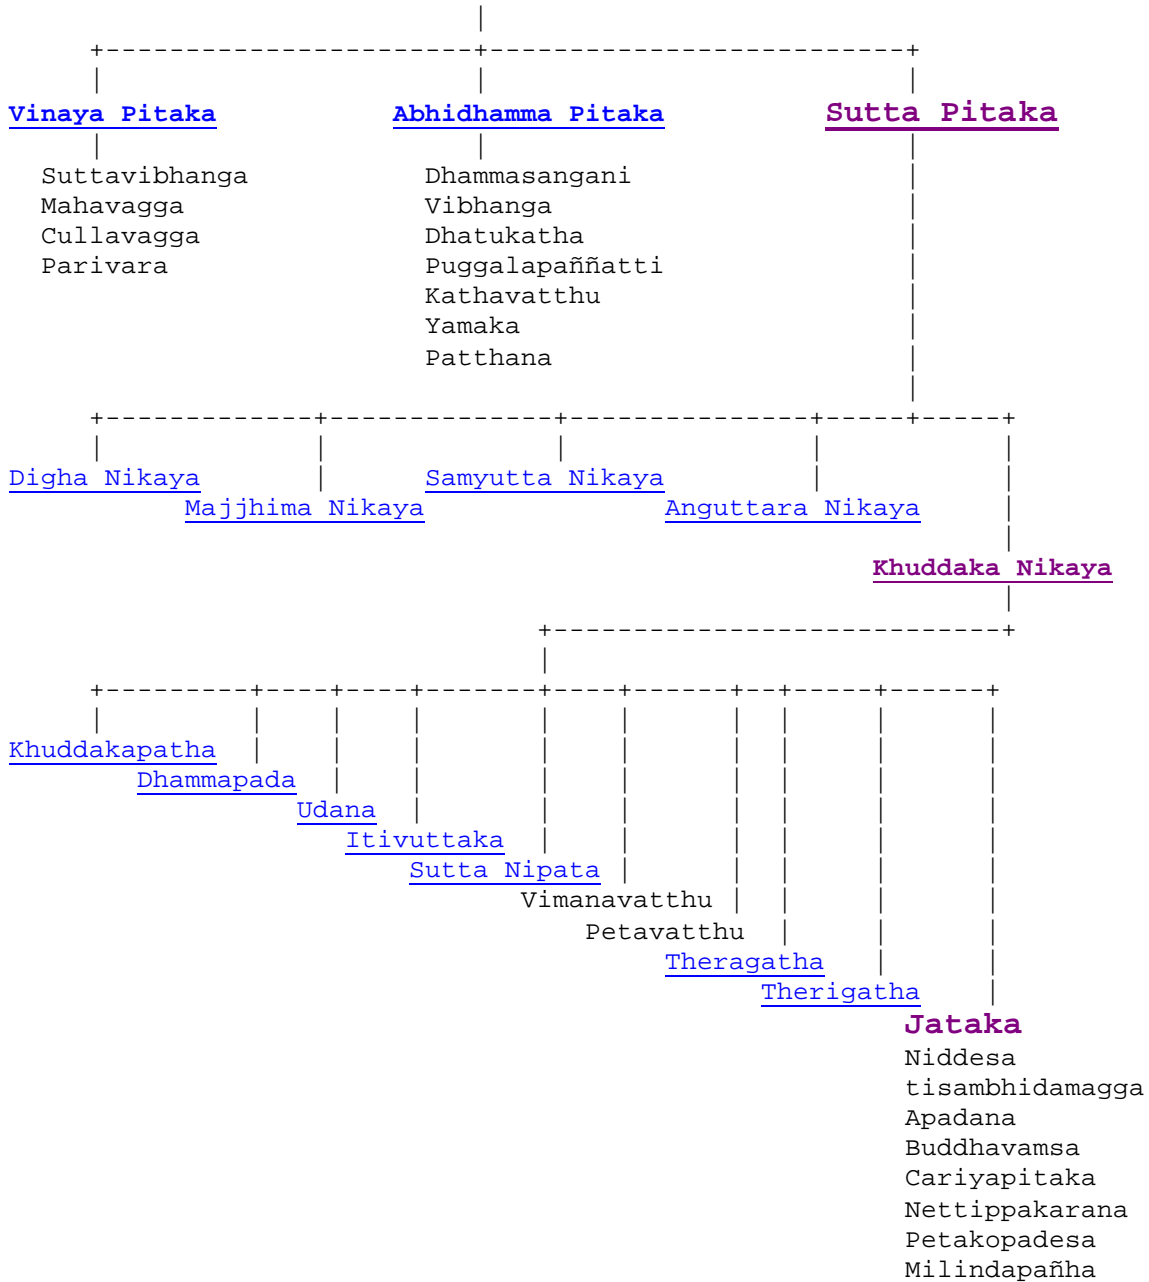 Vinaya Pitaka Abhidhamma Pitaka Sutta Pitaka
Suttavibhanga Dhammasangani
Mahavagga Vibhanga
Cullavagga Dhatukatha
Parivara Puggalapaññatti
Kathavatthu
Yamaka
Patthana
Digha Nikaya Samyutta Nikaya
Majjhima Nikaya Anguttara Nikaya
Khuddaka Nikaya
Khuddakapatha
Dhammapada
Udana
Itivuttaka
Sutta Nipata
Vimanavatthu
Petavatthu
Theragatha
Therigatha
Jataka
Niddesa
tisambhidamagga
Apadana
Buddhavamsa
Cariyapitaka
Nettippakarana
Petakopadesa
Milindapañha